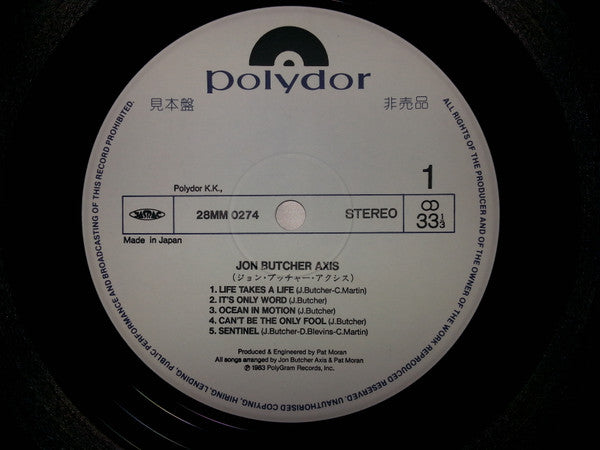 polydor
見本盤
非売品
1
Polydor K.K.,
JASRAC
28MM 0274
STEREO
33 1/3
Made in Japan
JON BUTCHER AXIS
(ジョン・ブッチャー・アクシス)
1. LIFE TAKES A LIFE (J.Butcher-C.Martin)
2. IT'S ONLY WORD (J.Butcher)
3. OCEAN IN MOTION (J.Butcher)
4. CAN'T BE THE ONLY FOOL (J.Butcher)
5. SENTINEL (J.Butcher-D.Blevins-C.Martin)
Produced & Engineered by Pat Moran
All songs arranged by Jon Butcher Axis & Pat Moran
℗ 1983 PolyGram Records, Inc.
ALL RIGHTS OF THE PRODUCER AND OF THE OWNER OF THE WORK REPRODUCED RESERVED. UNAUTHORISED COPYING, HIRING, LENDING, PUBLIC PERFORMANCE AND BROADCASTING OF THIS RECORD PROHIBITED.